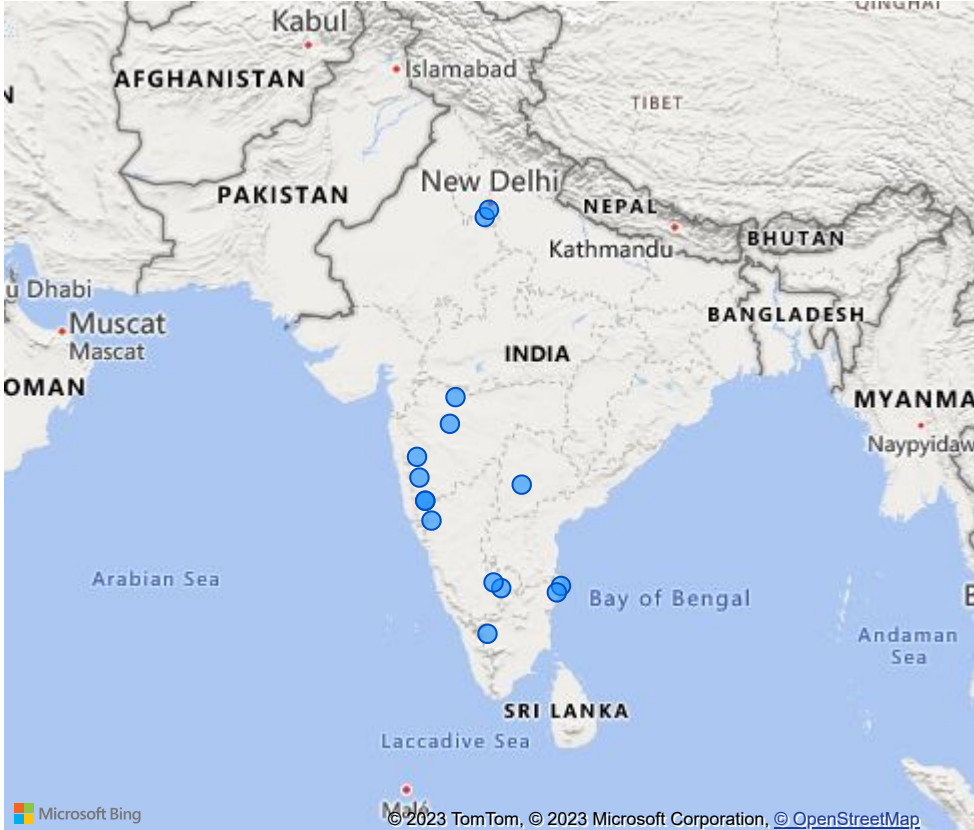 QINGHAI
Kabul
Islamabad
AFGHANISTAN
N
TIBET
New Delhi
PAKISTAN
NEPAL
BHUTAN
Kathmandu
u Dhabi
BANGLADESH
Muscat
Mascat
INDIA
OMAN
MYANMA
Naypyidaw
Arabian Sea
Bay of Bengal
Andaman
Sea
SRI LANKA
Laccadive Sea
Malé
Microsoft Bing
© 2023 TomTom, © 2023 Microsoft Corporation, © OpenStreetMap